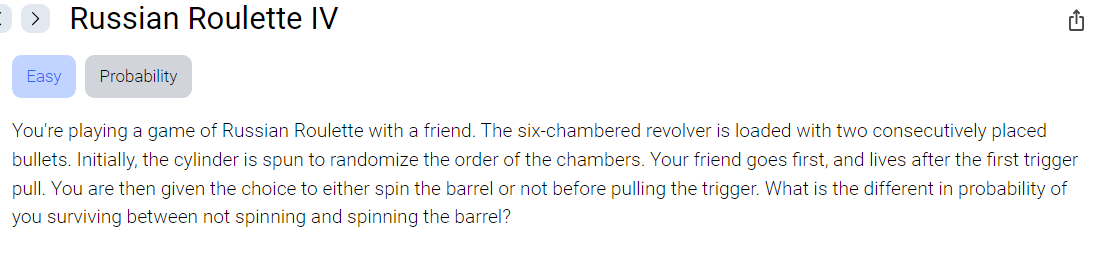 Russian Roulette IV
Easy Probability
You're playing a game of Russian Roulette with a friend. The six-chambered revolver is loaded with two consecutively placed
bullets. Initially, the cylinder is spun to randomize the order of the chambers. Your friend goes first, and lives after the first trigger
pull. You are then given the choice to either spin the barrel or not before pulling the trigger. What is the different in probability of
you surviving between not spinning and spinning the barrel?